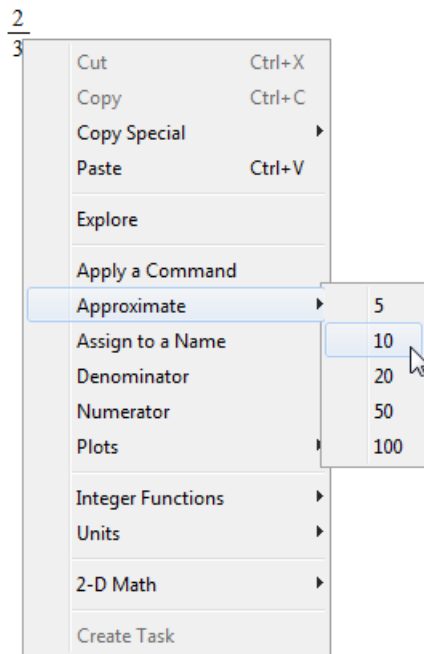 2
3
Cut Ctrl+X
Copy Ctrl+C
Copy Special
Paste Ctrl+V
Explore
Apply a Command
Approximate 5
Assign to a Name 10
Denominator 20
Numerator 50
Plots 100
Integer Functions
Units
2-D Math
Create Task